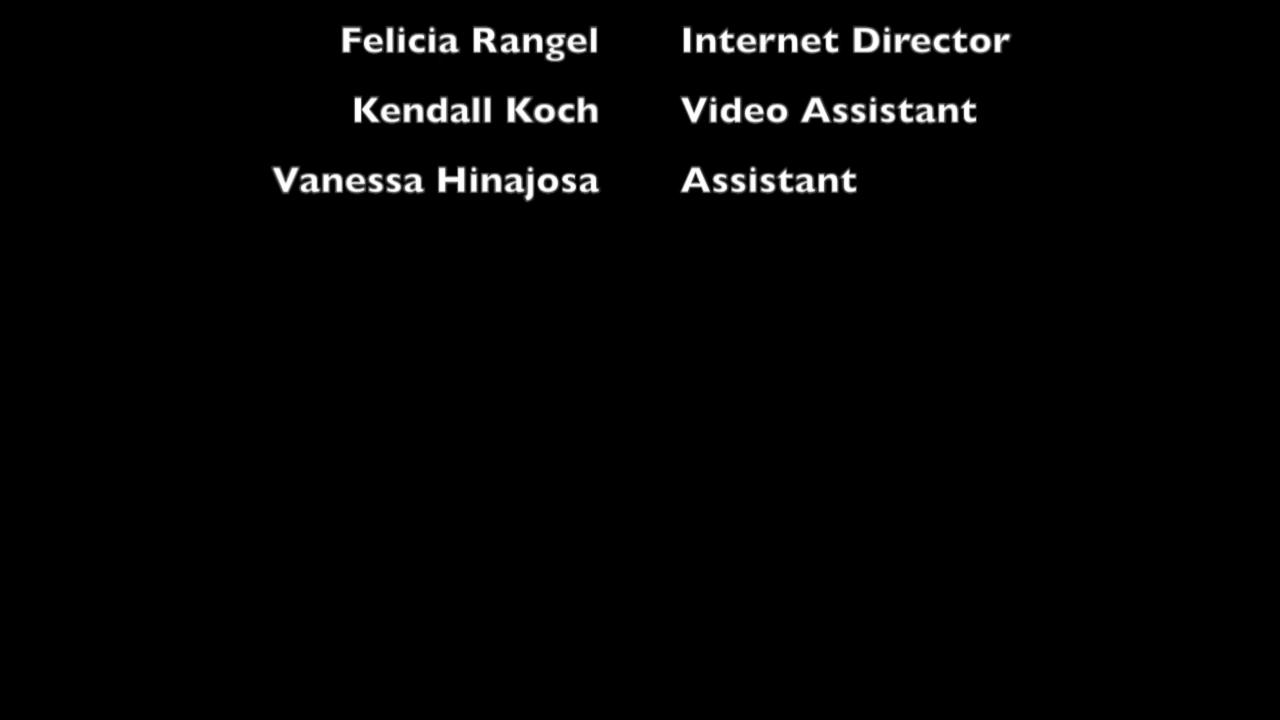 Felicia Rangel Internet Director
Kendall Koch Video Assistant
Vanessa Hinajosa Assistant